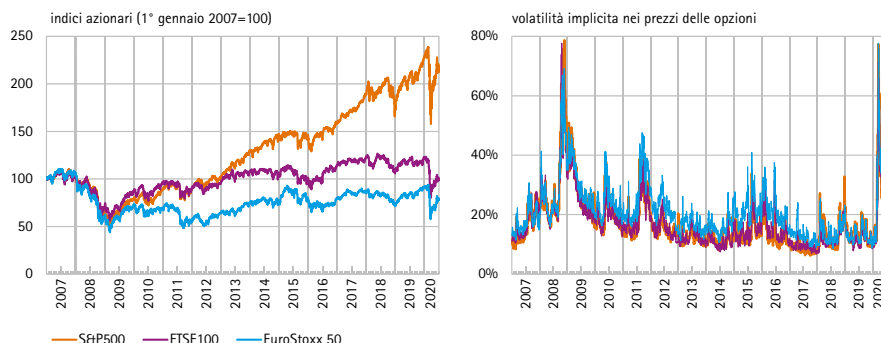 indici azionari (1° gennaio 2007=100)
250
200
150
100
50
0
2007 2008 2009 2010 2011 2012 2013 2014 2015 2016 2017 2018 2019 2020
S&P500 FTSE100 EuroStoxx 50
volatilità implicita nei prezzi delle opzioni
80%
60%
40%
20%
0%
2007 2008 2009 2010 2011 2012 2013 2014 2015 2016 2017 2018 2019 2020